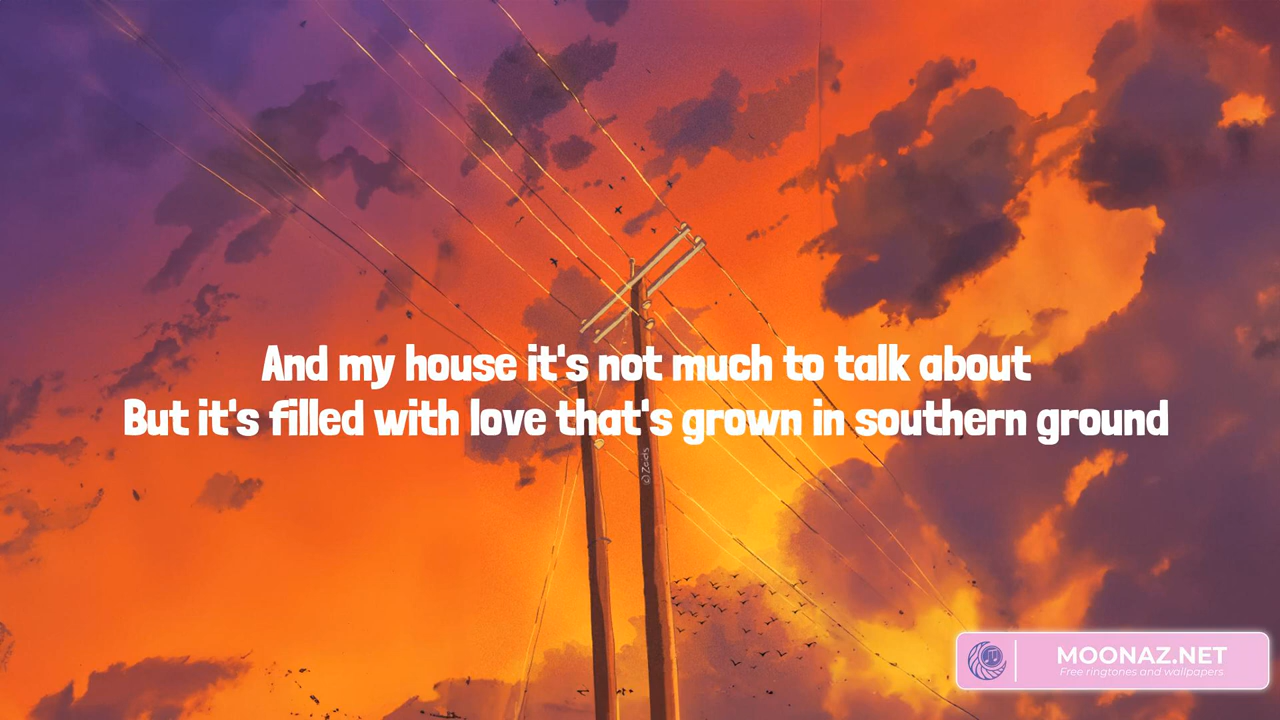 And my house it's not much to talk about
But it's filled with love that's grown in southern ground
© Zaids
MOONAZ.NET
Free ringtones and wallpapers